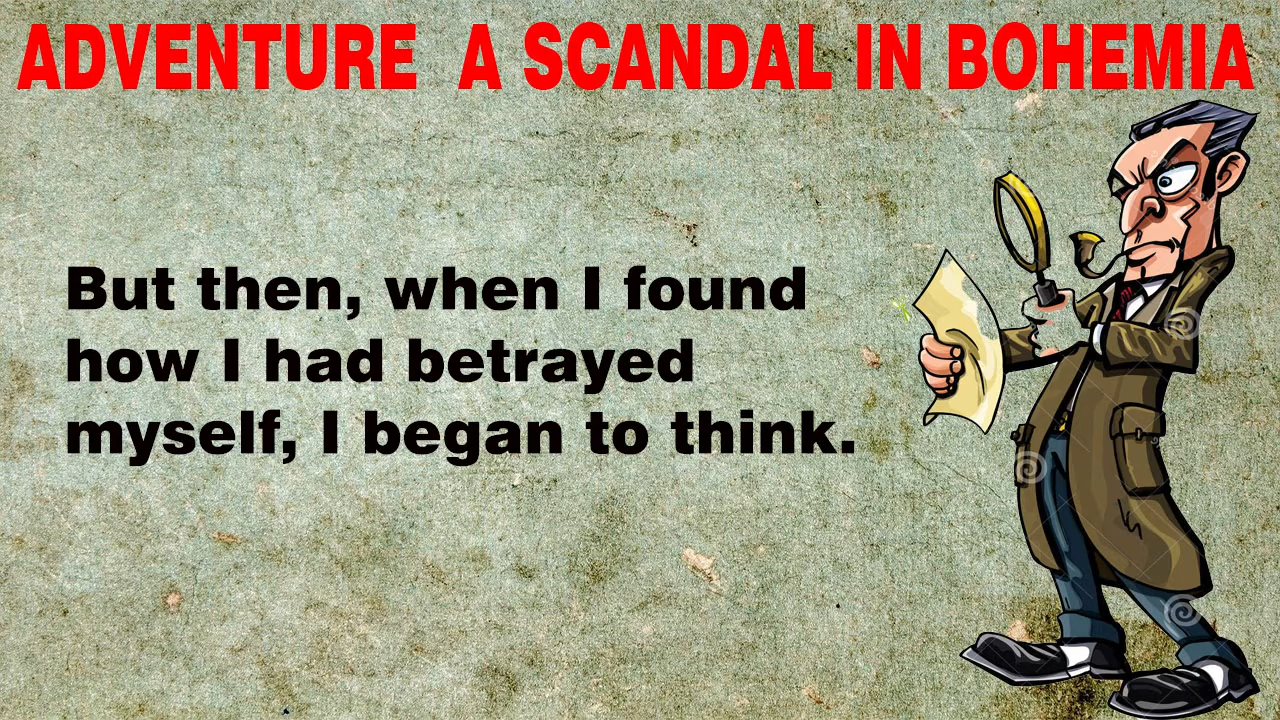 ADVENTURE A SCANDAL IN BOHEMIA
But then, when I found
how I had betrayed
myself, I began to think.